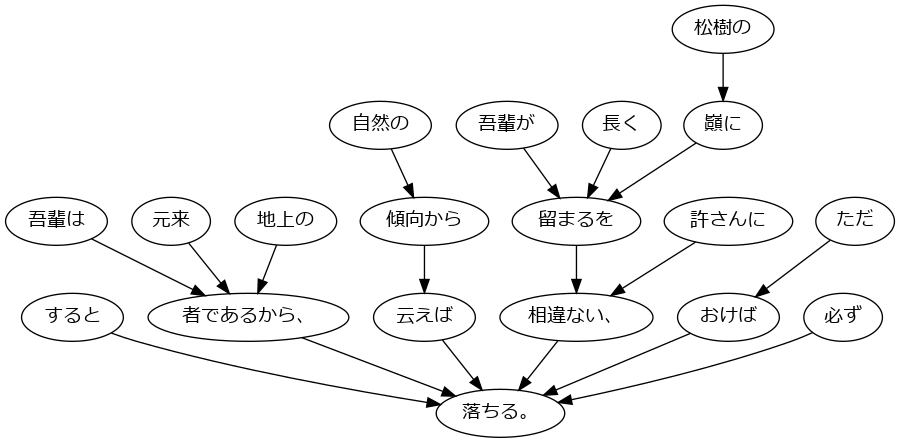 松樹の
自然の
吾輩が
長く
巓に
吾輩は
元来
地上の
傾向から
留まるを
許さんに
ただ
すると
者であるから、
云えば
相違ない、
おけば
必ず
落ちる。